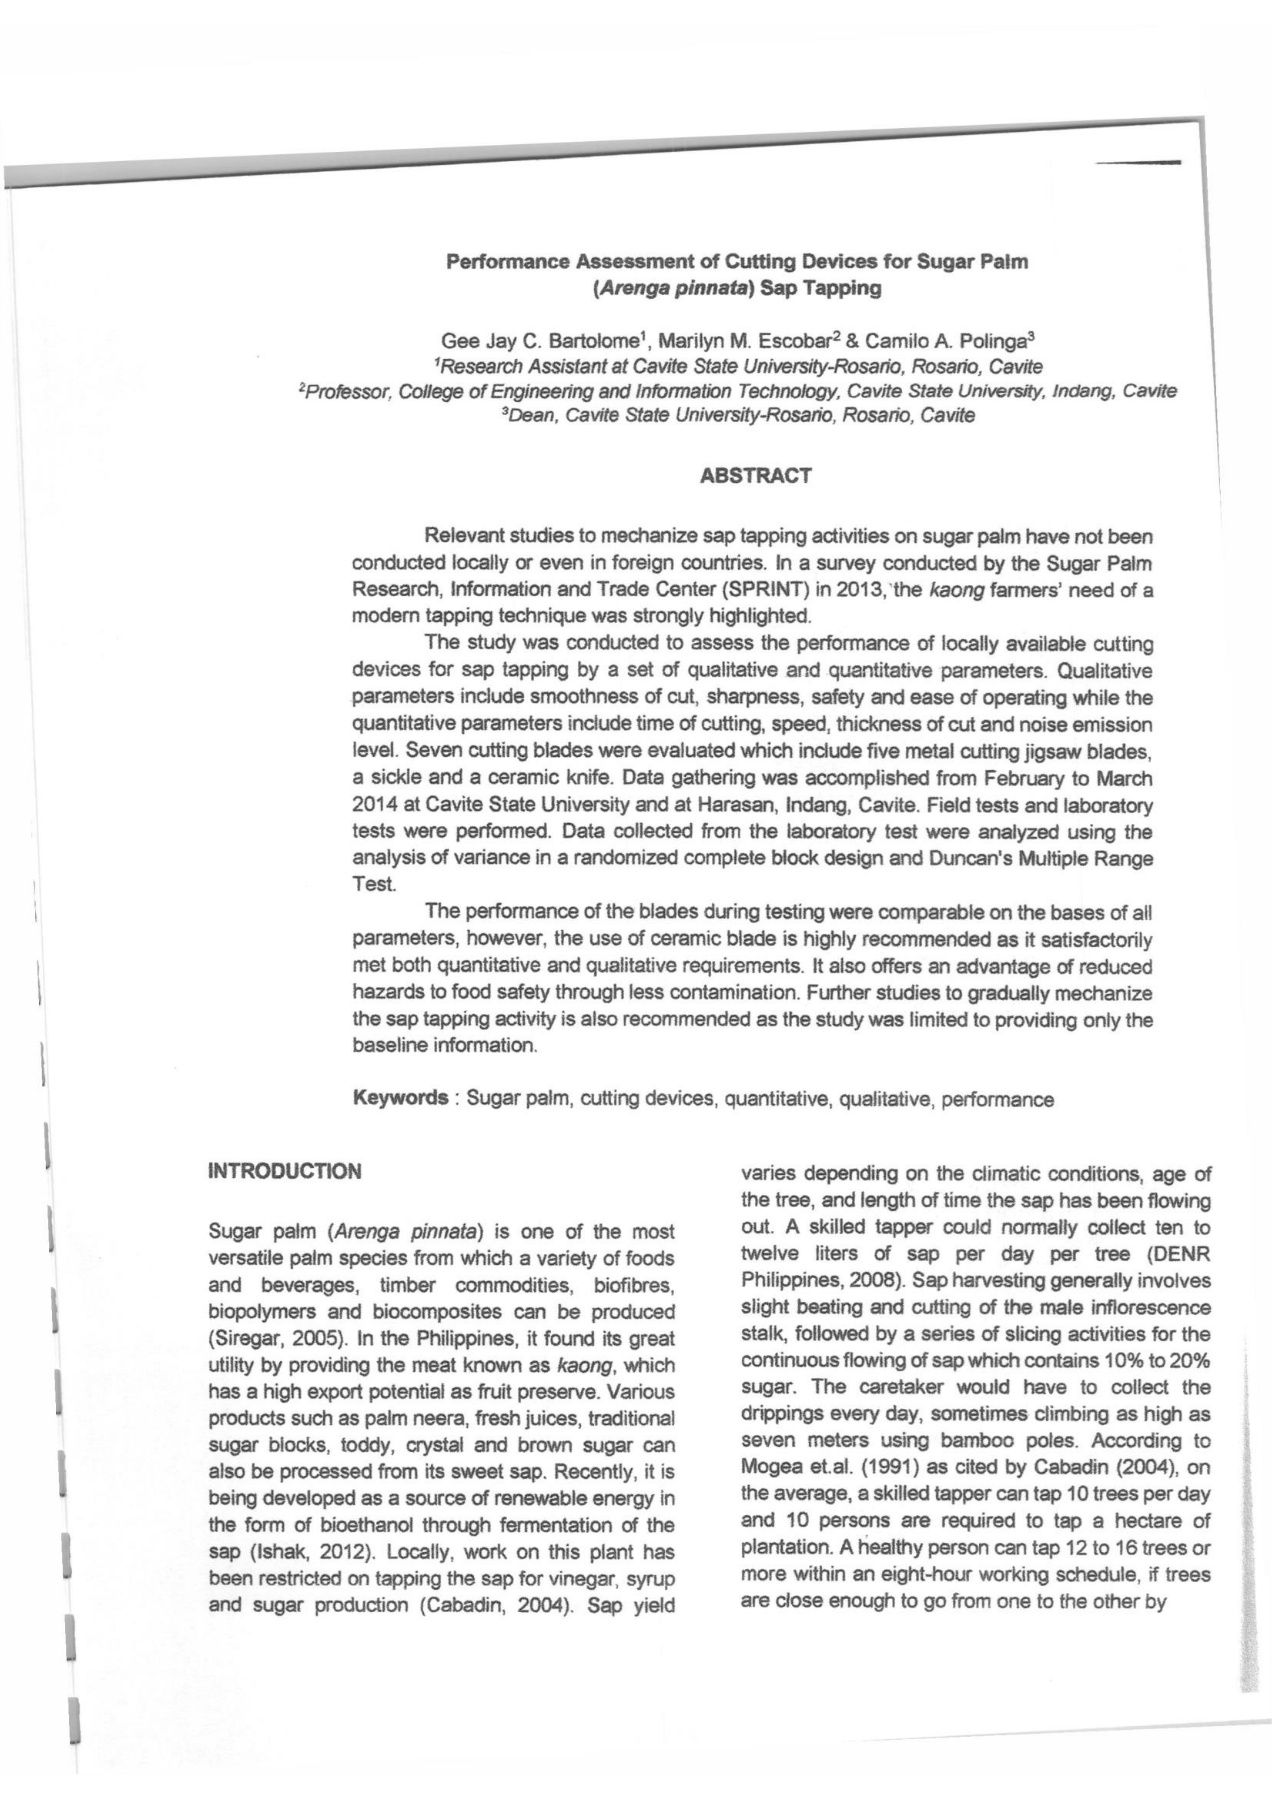 Performance Assessment of Cutting Devices for Sugar Palm
(Arenga pinnata) Sap Tapping
Gee Jay C. Bartolome¹, Marilyn M. Escobar² & Camilo A. Polinga³
¹Research Assistant at Cavite State University-Rosario, Rosario, Cavite
²Professor, College of Engineering and Information Technology, Cavite State University, Indang, Cavite
³Dean, Cavite State University-Rosario, Rosario, Cavite
ABSTRACT
Relevant studies to mechanize sap tapping activities on sugar palm have not been
conducted locally or even in foreign countries. In a survey conducted by the Sugar Palm
Research, Information and Trade Center (SPRINT) in 2013, the kaong farmers' need of a
modern tapping technique was strongly highlighted.
The study was conducted to assess the performance of locally available cutting
devices for sap tapping by a set of qualitative and quantitative parameters. Qualitative
parameters include smoothness of cut, sharpness, safety and ease of operating while the
quantitative parameters include time of cutting, speed, thickness of cut and noise emission
level. Seven cutting blades were evaluated which include five metal cutting jigsaw blades,
a sickle and a ceramic knife. Data gathering was accomplished from February to March
2014 at Cavite State University and at Harasan, Indang, Cavite. Field tests and laboratory
tests were performed. Data collected from the laboratory test were analyzed using the
analysis of variance in a randomized complete block design and Duncan's Multiple Range
Test.
The performance of the blades during testing were comparable on the bases of all
parameters, however, the use of ceramic blade is highly recommended as it satisfactorily
met both quantitative and qualitative requirements. It also offers an advantage of reduced
hazards to food safety through less contamination. Further studies to gradually mechanize
the sap tapping activity is also recommended as the study was limited to providing only the
baseline information.
Keywords : Sugar palm, cutting devices, quantitative, qualitative, performance
INTRODUCTION
Sugar palm (Arenga pinnata) is one of the most
versatile palm species from which a variety of foods
and beverages, timber commodities, biofibres,
biopolymers and biocomposites can be produced
(Siregar, 2005). In the Philippines, it found its great
utility by providing the meat known as kaong, which
has a high export potential as fruit preserve. Various
products such as palm neera, fresh juices, traditional
sugar blocks, toddy, crystal and brown sugar can
also be processed from its sweet sap. Recently, it is
being developed as a source of renewable energy in
the form of bioethanol through fermentation of the
sap (Ishak, 2012). Locally, work on this plant has
been restricted on tapping the sap for vinegar, syrup
and sugar production (Cabadin, 2004). Sap yield
varies depending on the climatic conditions, age of
the tree, and length of time the sap has been flowing
out. A skilled tapper could normally collect ten to
twelve liters of sap per day per tree (DENR
Philippines, 2008). Sap harvesting generally involves
slight beating and cutting of the male inflorescence
stalk, followed by a series of slicing activities for the
continuous flowing of sap which contains 10% to 20%
sugar. The caretaker would have to collect the
drippings every day, sometimes climbing as high as
seven meters using bamboo poles. According to
Mogea et.al. (1991) as cited by Cabadin (2004), on
the average, a skilled tapper can tap 10 trees per day
and 10 persons are required to tap a hectare of
plantation. A healthy person can tap 12 to 16 trees or
more within an eight-hour working schedule, if trees
are close enough to go from one to the other by